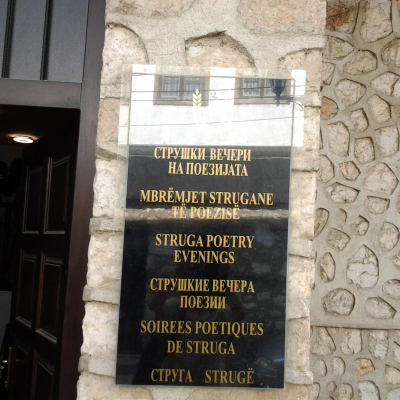 СТРУШКИ ВЕЧЕРИ
НА ПОЕЗИЈАТА
MBRËMJET STRUGANE
TË POEZISË
STRUGA POETRY
EVENINGS
СТРУШКИЕ ВЕЧЕРА
ПОЕЗИИ
SOIREES POETIQUES
DE STRUGA
СТРУГА STRUGË